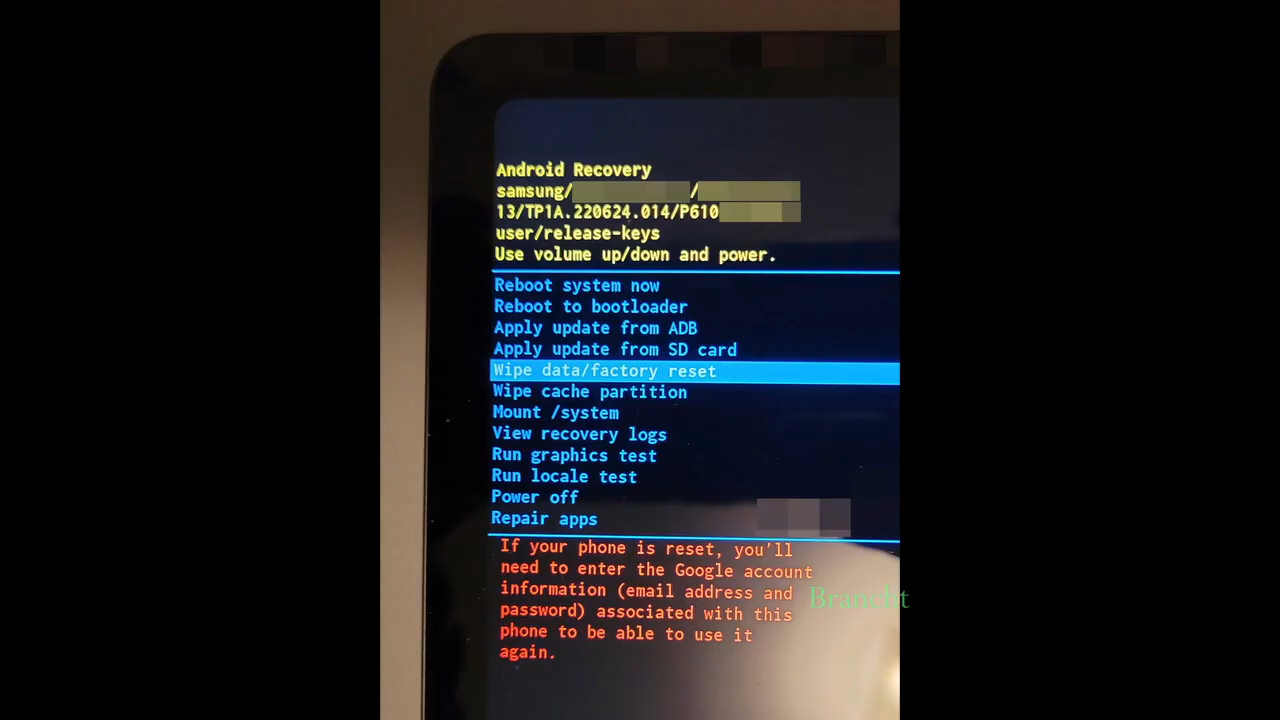 Android Recovery
samsung/ /
13/TP1A.220624.014/P610
user/release-keys
Use volume up/down and power.
Reboot system now
Reboot to bootloader
Apply update from ADB
Apply update from SD card
Wipe data/factory reset
Wipe cache partition
Mount /system
View recovery logs
Run graphics test
Run locale test
Power off
Repair apps
If your phone is reset, you'll
need to enter the Google account
information (email address and
password) associated with this
phone to be able to use it
again.